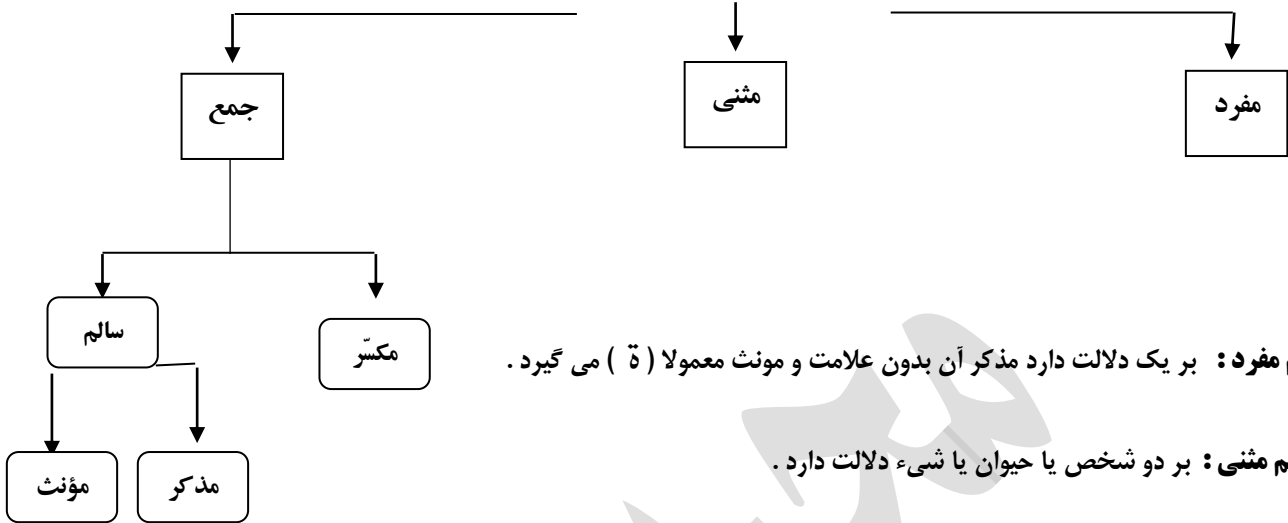 مفرد
مثنی
جمع
سالم
مکسّر
مفرد : بر یک دلالت دارد مذکر آن بدون علامت و مونث معمولا ( ة ) می گیرد .
مذکر
مؤنث
مثنی : بر دو شخص یا حیوان یا شیء دلالت دارد .